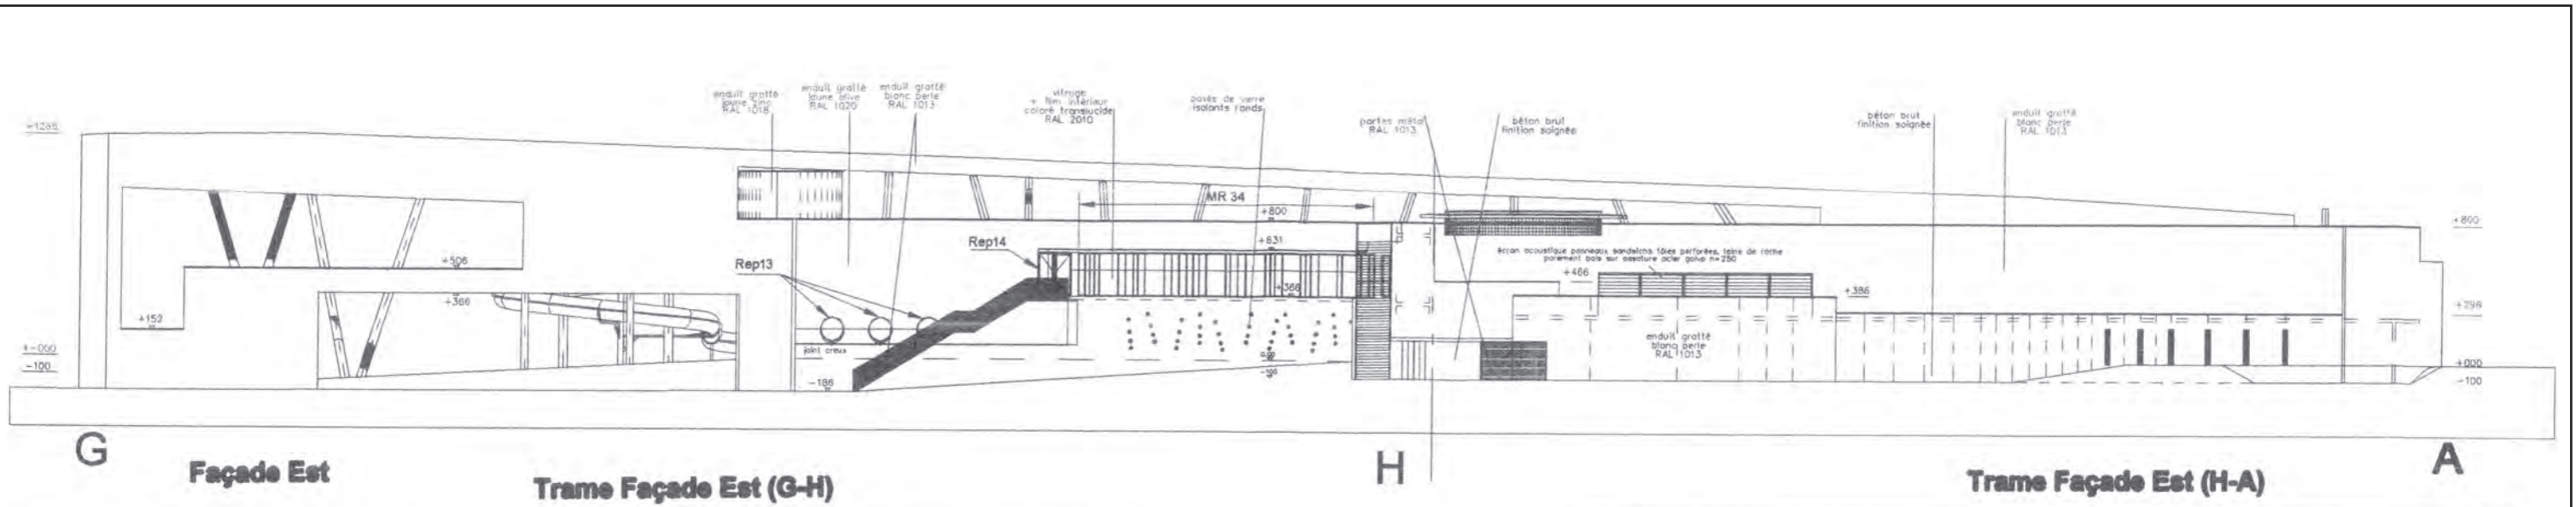 enduit gratté
jaune zinc
RAL 1018
enduit gratté
jaune olive
RAL 1020
enduit gratté
blanc perle
RAL 1013
vitrage
+ film intérieur
coloré translucide
RAL 2010
pavés de verre
isolants ronds
portes métal
RAL 1013
béton brut
finition soignée
béton brut
finition soignée
enduit gratté
blanc perle
RAL 1013
+1285
MR 34
+800
+800
Rep14
+631
écran acoustique panneaux sandwichs tôles perforées, laine de roche
parement bois sur ossature acier galva h=250
Rep13
+506
+486
+366
+366
+386
+298
+152
joint creux
enduit gratté
blanc perle
RAL 1013
-100
0.00
-100
-186
+000
-100
G
H
A
Façade Est
Trame Façade Est (G-H)
Trame Façade Est (H-A)